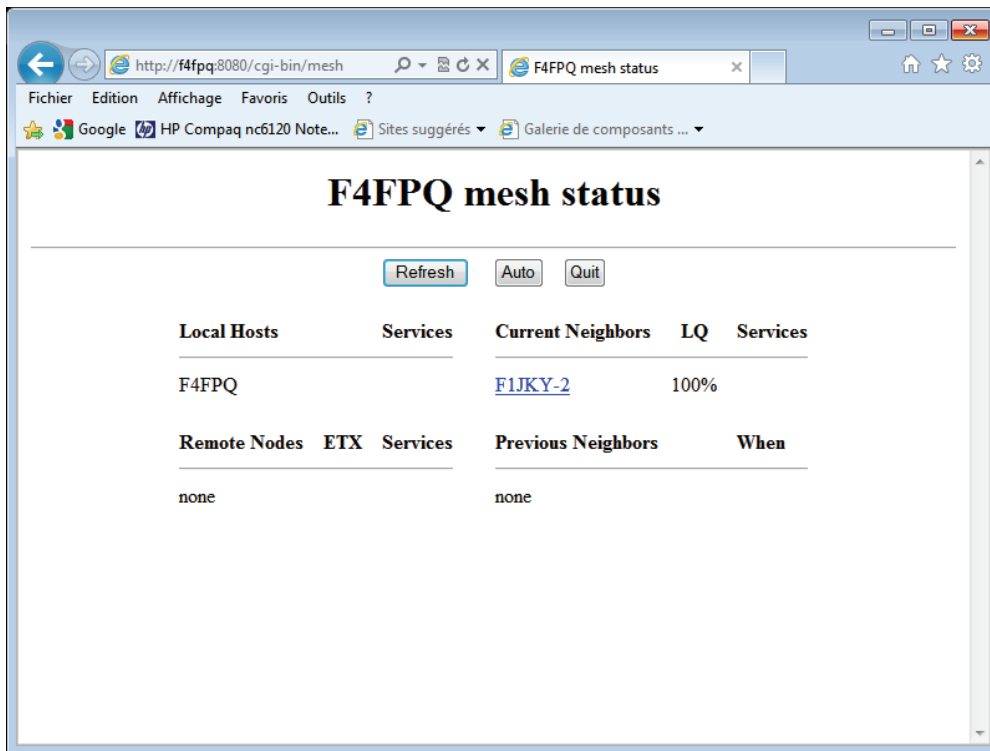 http://f4fpq:8080/cgi-bin/mesh
F4FPQ mesh status
Fichier Edition Affichage Favoris Outils ?
Google HP Compaq nc6120 Note... Sites suggérés Galerie de composants ...
F4FPQ mesh status
Refresh Auto Quit
Local Hosts Services Current Neighbors LQ Services
F4FPQ F1JKY-2 100%
Remote Nodes ETX Services Previous Neighbors When
none none